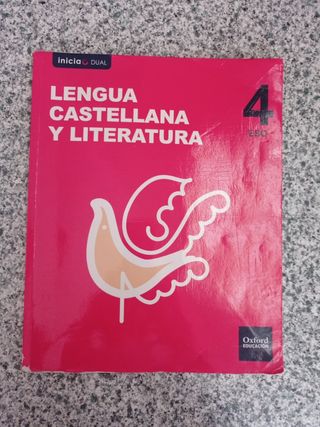 inicia DUAL
LENGUA
CASTELLANA
Y LITERATURA
4
ESO
Oxford
EDUCACIÓN